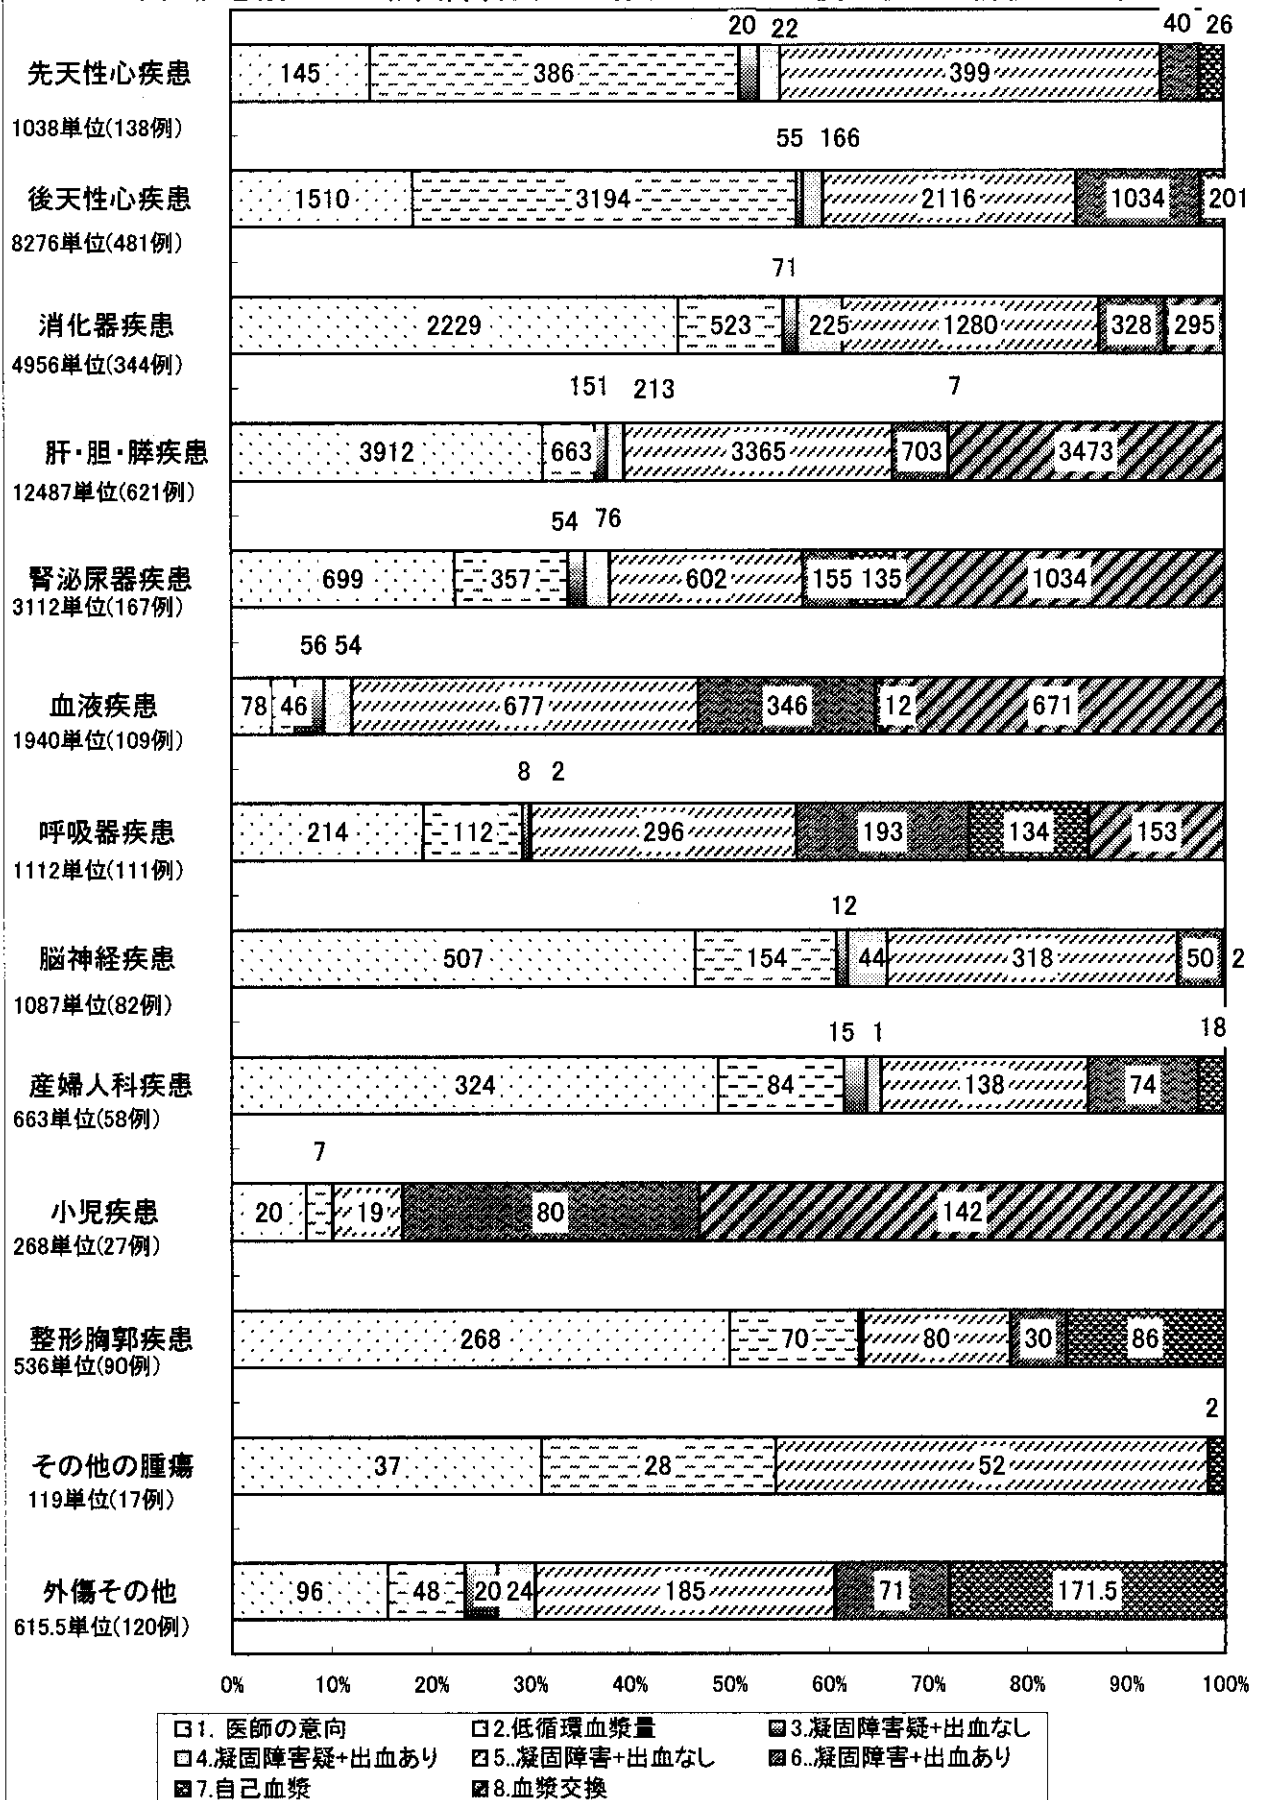 20 22 40 26
先天性心疾患 145 386 399
1038単位(138例)
55 166
後天性心疾患 1510 3194 2116 1034 201
8276単位(481例)
71
消化器疾患 2229 523 225 1280 328 295
4956単位(344例)
151 213 7
肝・胆・膵疾患 3912 663 3365 703 3473
12487単位(621例)
54 76
腎泌尿器疾患 699 357 602 155 135 1034
3112単位(167例)
56 54
血液疾患 78 46 677 346 12 671
1940単位(109例)
8 2
呼吸器疾患 214 112 296 193 134 153
1112単位(111例)
12
脳神経疾患 507 154 44 318 50 2
1087単位(82例)
15 1 18
産婦人科疾患 324 84 138 74
663単位(58例)
7
小児疾患 20 19 80 142
268単位(27例)
整形胸郭疾患 268 70 80 30 86
536単位(90例)
2
その他の腫瘍 37 28 52
119単位(17例)
外傷その他 96 48 20 24 185 71 171.5
615.5単位(120例)
0% 10% 20% 30% 40% 50% 60% 70% 80% 90% 100%
1. 医師の意向 2.低循環血漿量 3.凝固障害疑+出血なし
4.凝固障害疑+出血あり 5..凝固障害+出血なし 6..凝固障害+出血あり
7.自己血漿 8.血漿交換